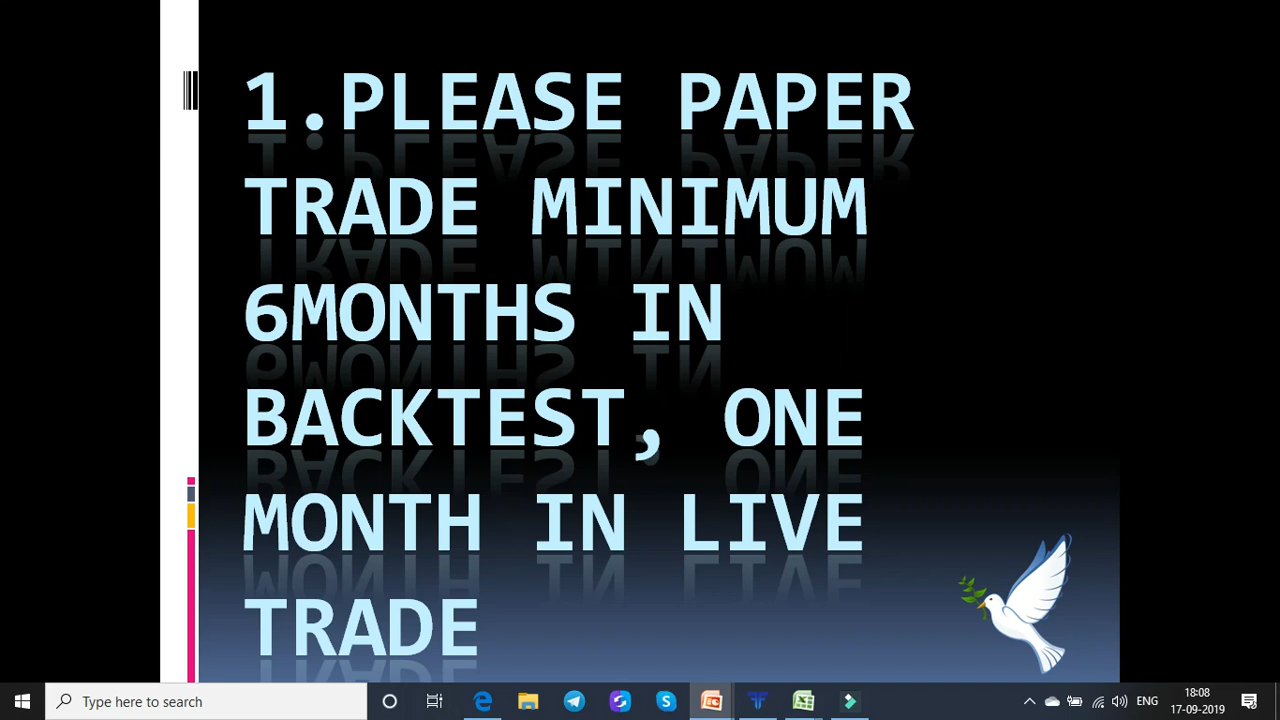 1.PLEASE PAPER
TRADE MINIMUM
6MONTHS IN
BACKTEST, ONE
MONTH IN LIVE
TRADE
Type here to search
ENG
18:08
17-09-2019